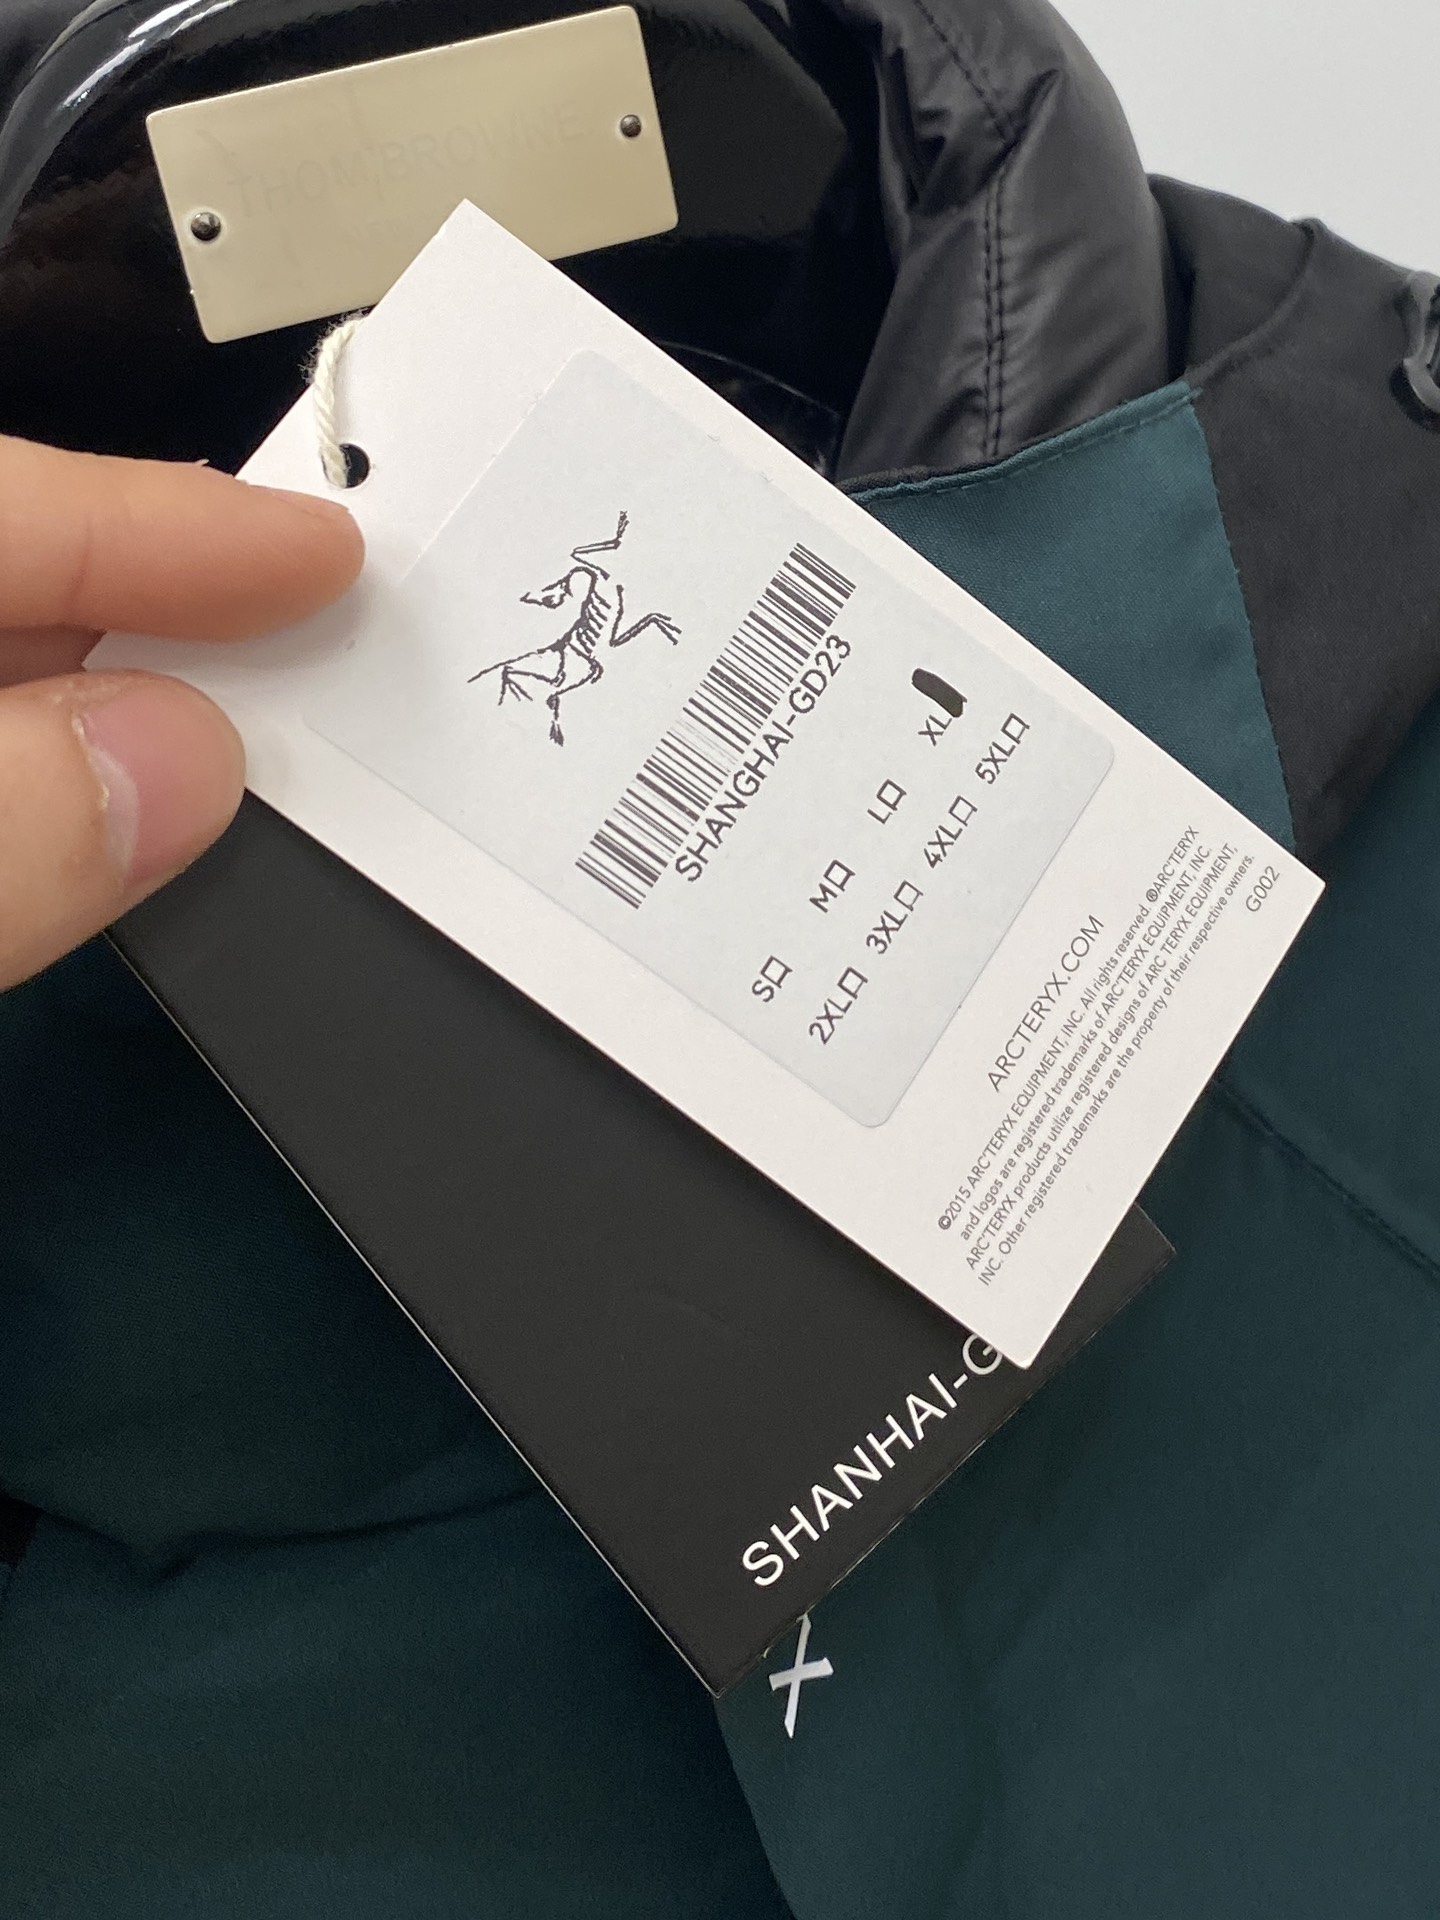 THOM BROWNE
SHANGHAI-GD23
S□ M□ L□ XL
2XL□ 3XL□ 4XL□ 5XL□
ARCTERYX.COM
©2015 ARC'TERYX EQUIPMENT, INC. All rights reserved. ®ARC'TERYX
and logos are registered trademarks of ARC'TERYX EQUIPMENT, INC.
ARC'TERYX products utilize registered designs of ARC TERYX EQUIPMENT,
INC. Other registered trademarks are the property of their respective owners.
G002
SHANHAI-G
X